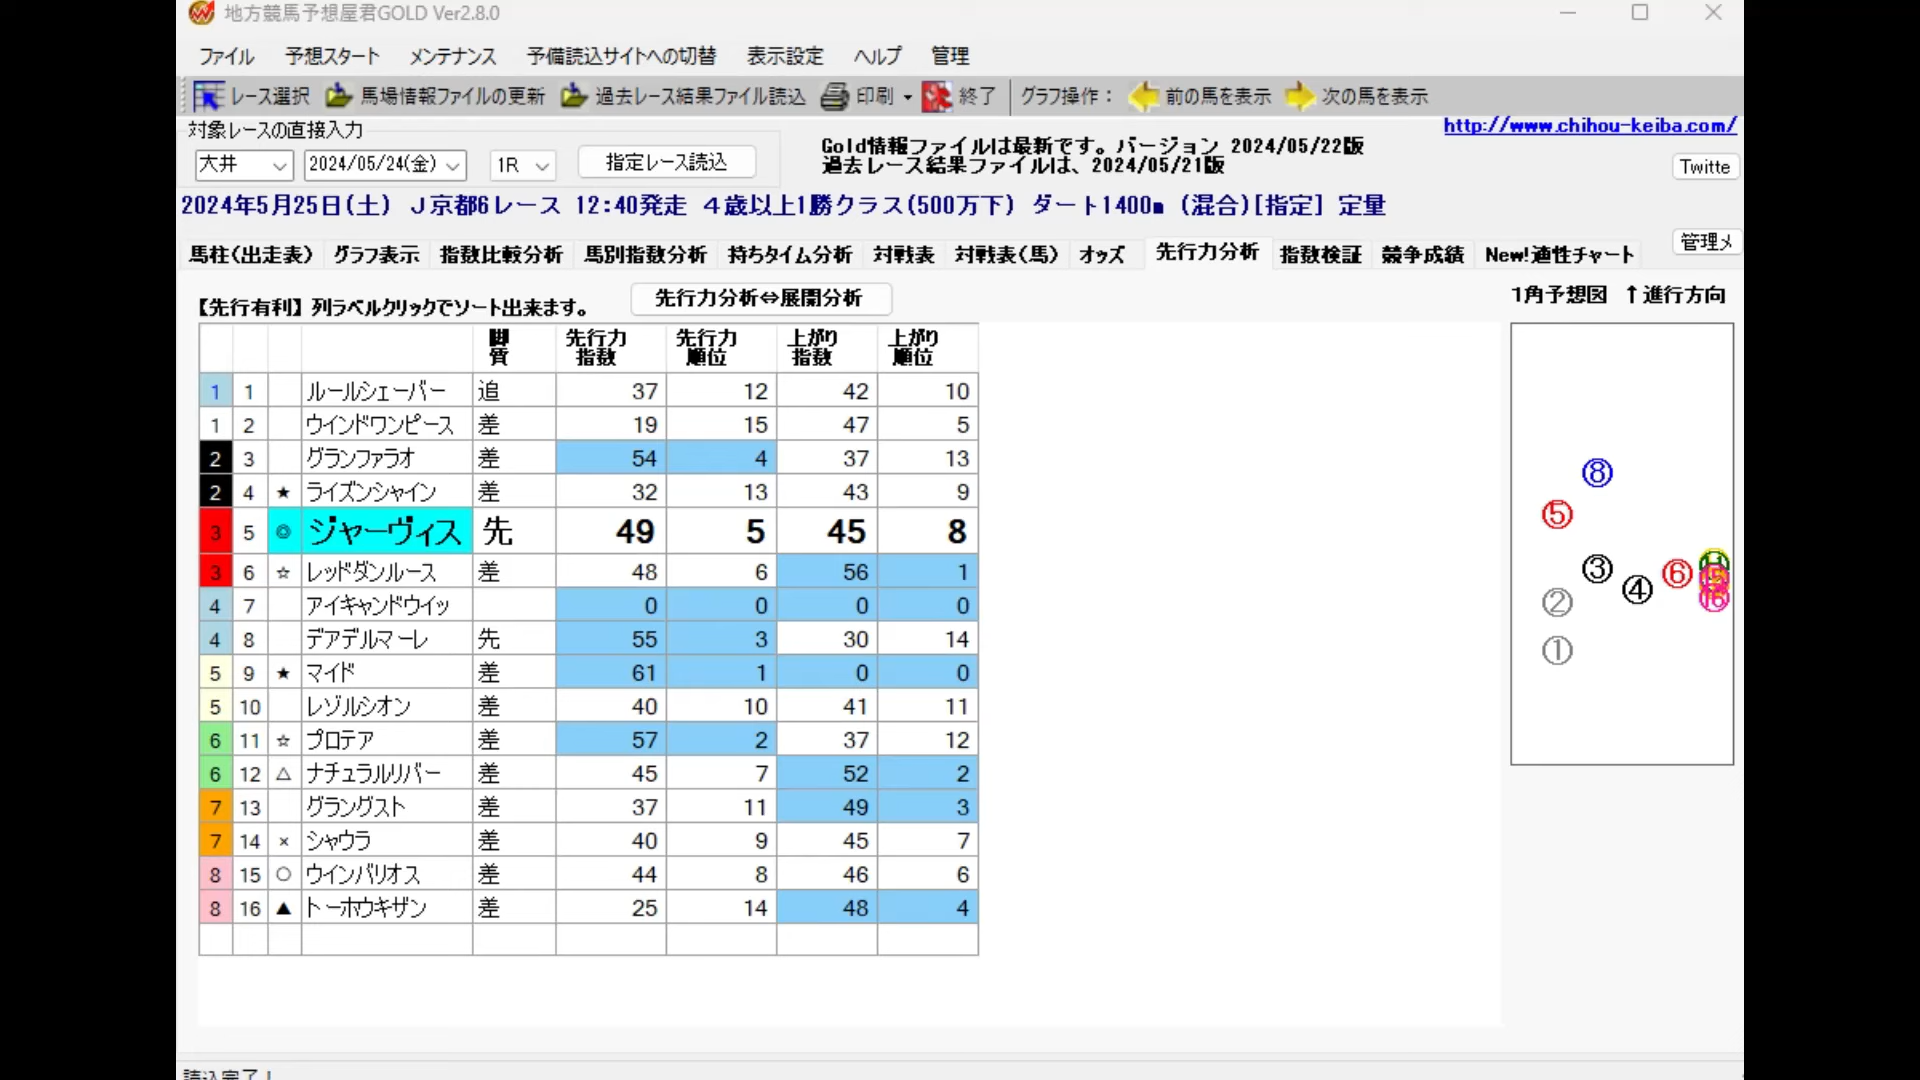 地方競馬予想屋君GOLD Ver2.8.0
ファイル 予想スタート メンテナンス 予備読込サイトへの切替 表示設定 ヘルプ 管理
レース選択 馬場情報ファイルの更新 過去レース結果ファイル読込 印刷 終了 グラフ操作： 前の馬を表示 次の馬を表示
対象レースの直接入力
http://www.chihou-keiba.com/
大井 2024/05/24(金) 1R 指定レース読込
Gold情報ファイルは最新です。バージョン 2024/05/22版
過去レース結果ファイルは、2024/05/21版
Twitte
2024年5月25日(土) Ｊ京都6レース 12:40発走 ４歳以上1勝クラス(500万下) ダート1400m (混合)[指定] 定量
管理メ
馬柱(出走表) グラフ表示 指数比較分析 馬別指数分析 持ちタイム分析 対戦表 対戦表(馬) オッズ 先行力分析 指数検証 競争成績 New!適性チャート
【先行有利】列ラベルクリックでソート出来ます。 先行力分析⇔展開分析
1角予想図 ↑進行方向
脚質 先行力指数 先行力順位 上がり指数 上がり順位
1 1 ルールシェーバー 追 37 12 42 10
1 2 ウインドワンピース 差 19 15 47 5
2 3 グランファラオ 差 54 4 37 13
2 4 ★ ライズンシャイン 差 32 13 43 9
3 5 ◎ ジャーヴィス 先 49 5 45 8
3 6 ☆ レッドダンルース 差 48 6 56 1
4 7 アイキャンドウイッ 0 0 0 0
4 8 デアデルマーレ 先 55 3 30 14
5 9 ★ マイド 差 61 1 0 0
5 10 レゾルシオン 差 40 10 41 11
6 11 ☆ プロテア 差 57 2 37 12
6 12 △ ナチュラルリバー 差 45 7 52 2
7 13 グラングスト 差 37 11 49 3
7 14 × シャウラ 差 40 9 45 7
8 15 ○ ウインバリオス 差 44 8 46 6
8 16 ▲ トーホウキザン 差 25 14 48 4
⑧
⑤
③ ⑥
④
② ⑯
①
読込完了！